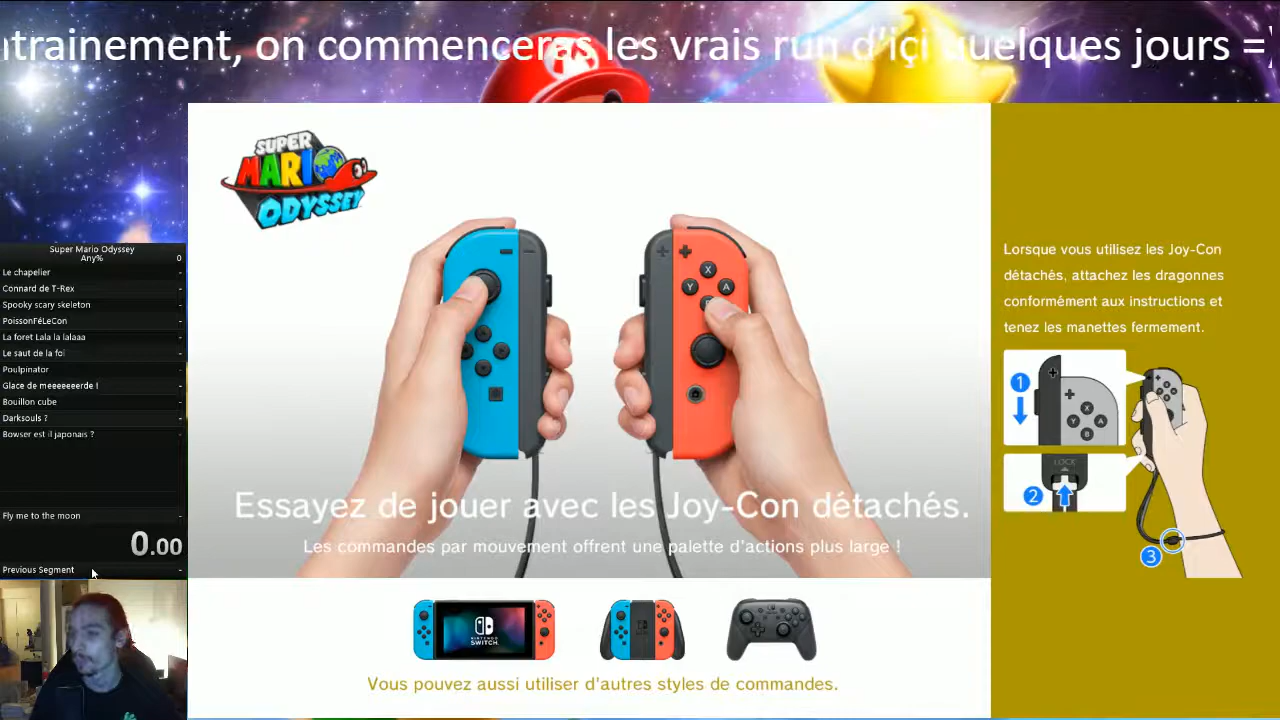 ntrainement, on commenceras les vrais run d'içi quelques jours =)
SUPER
MARIO
ODYSSEY
Super Mario Odyssey
Any% 0
Le chapelier -
Connard de T-Rex -
Spooky scary skeleton -
PoissonFéLeCon -
La foret Lala la lalaaa -
Le saut de la foi -
Poulpinator -
Glace de meeeeeeerde ! -
Bouillon cube -
Darksouls ? -
Bowser est il japonais ? -
Fly me to the moon -
0.00
Previous Segment -
X
Y A
Essayez de jouer avec les Joy-Con détachés.
Les commandes par mouvement offrent une palette d'actions plus large !
NINTENDO
SWITCH
Vous pouvez aussi utiliser d'autres styles de commandes.
Lorsque vous utilisez les Joy-Con
détachés, attachez les dragonnes
conformément aux instructions et
tenez les manettes fermement.
1
X
Y A
B
LOCK
2
3